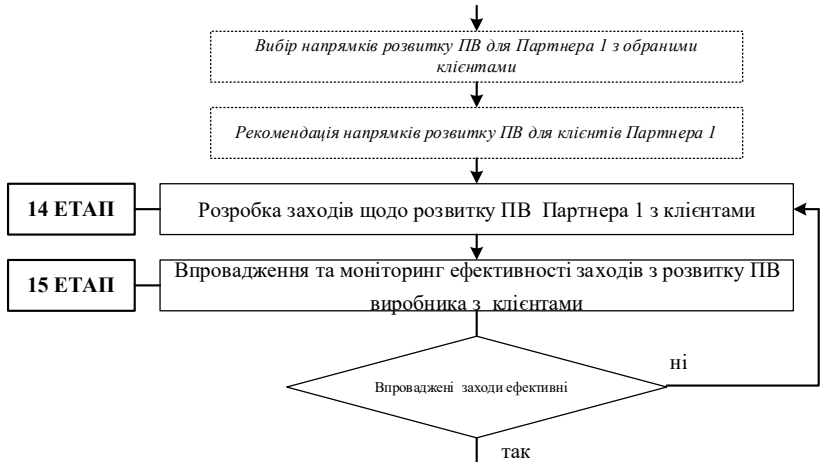 Вибір напрямків розвитку ПВ для Партнера 1 з обраними
клієнтами
Рекомендація напрямків розвитку ПВ для клієнтів Партнера 1
14 ЕТАП
Розробка заходів щодо розвитку ПВ Партнера 1 з клієнтами
15 ЕТАП
Впровадження та моніторинг ефективності заходів з розвитку ПВ
виробника з клієнтами
ні
Впроваджені заходи ефективні
так